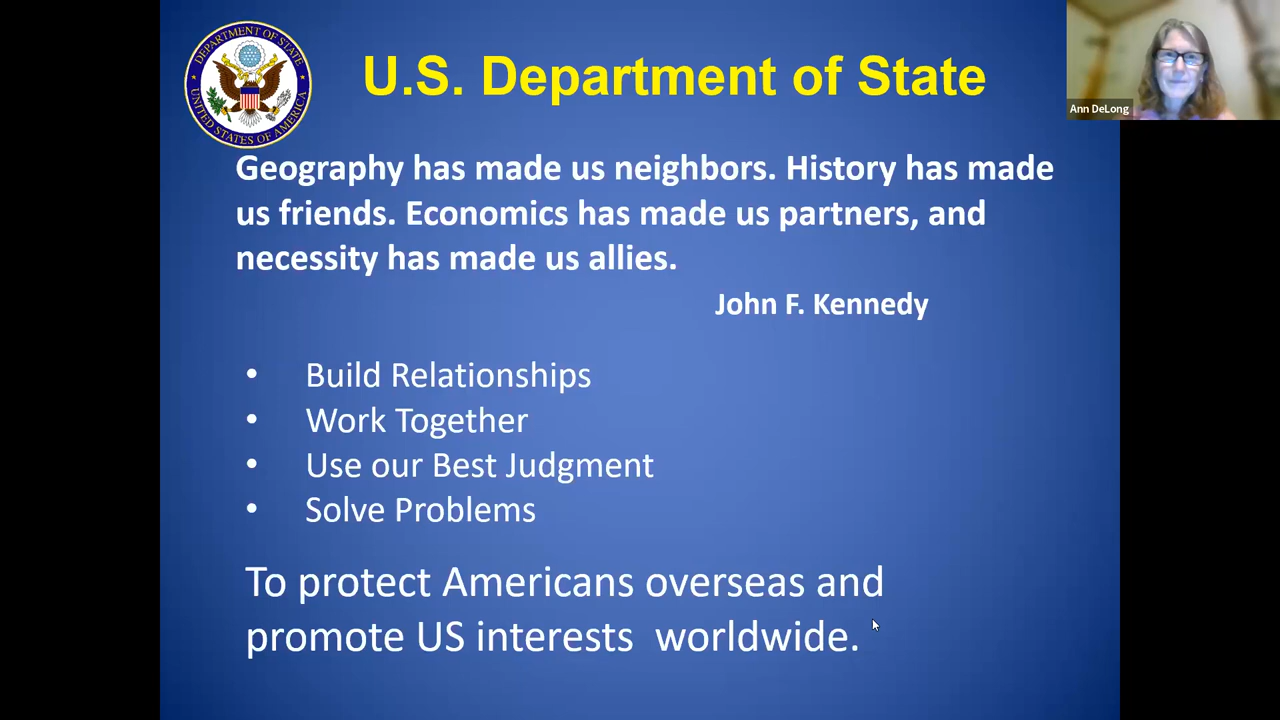 DEPARTMENT OF STATE
UNITED STATES OF AMERICA
U.S. Department of State
Ann DeLong
Geography has made us neighbors. History has made
us friends. Economics has made us partners, and
necessity has made us allies.
John F. Kennedy
• Build Relationships
• Work Together
• Use our Best Judgment
• Solve Problems
To protect Americans overseas and
promote US interests  worldwide.